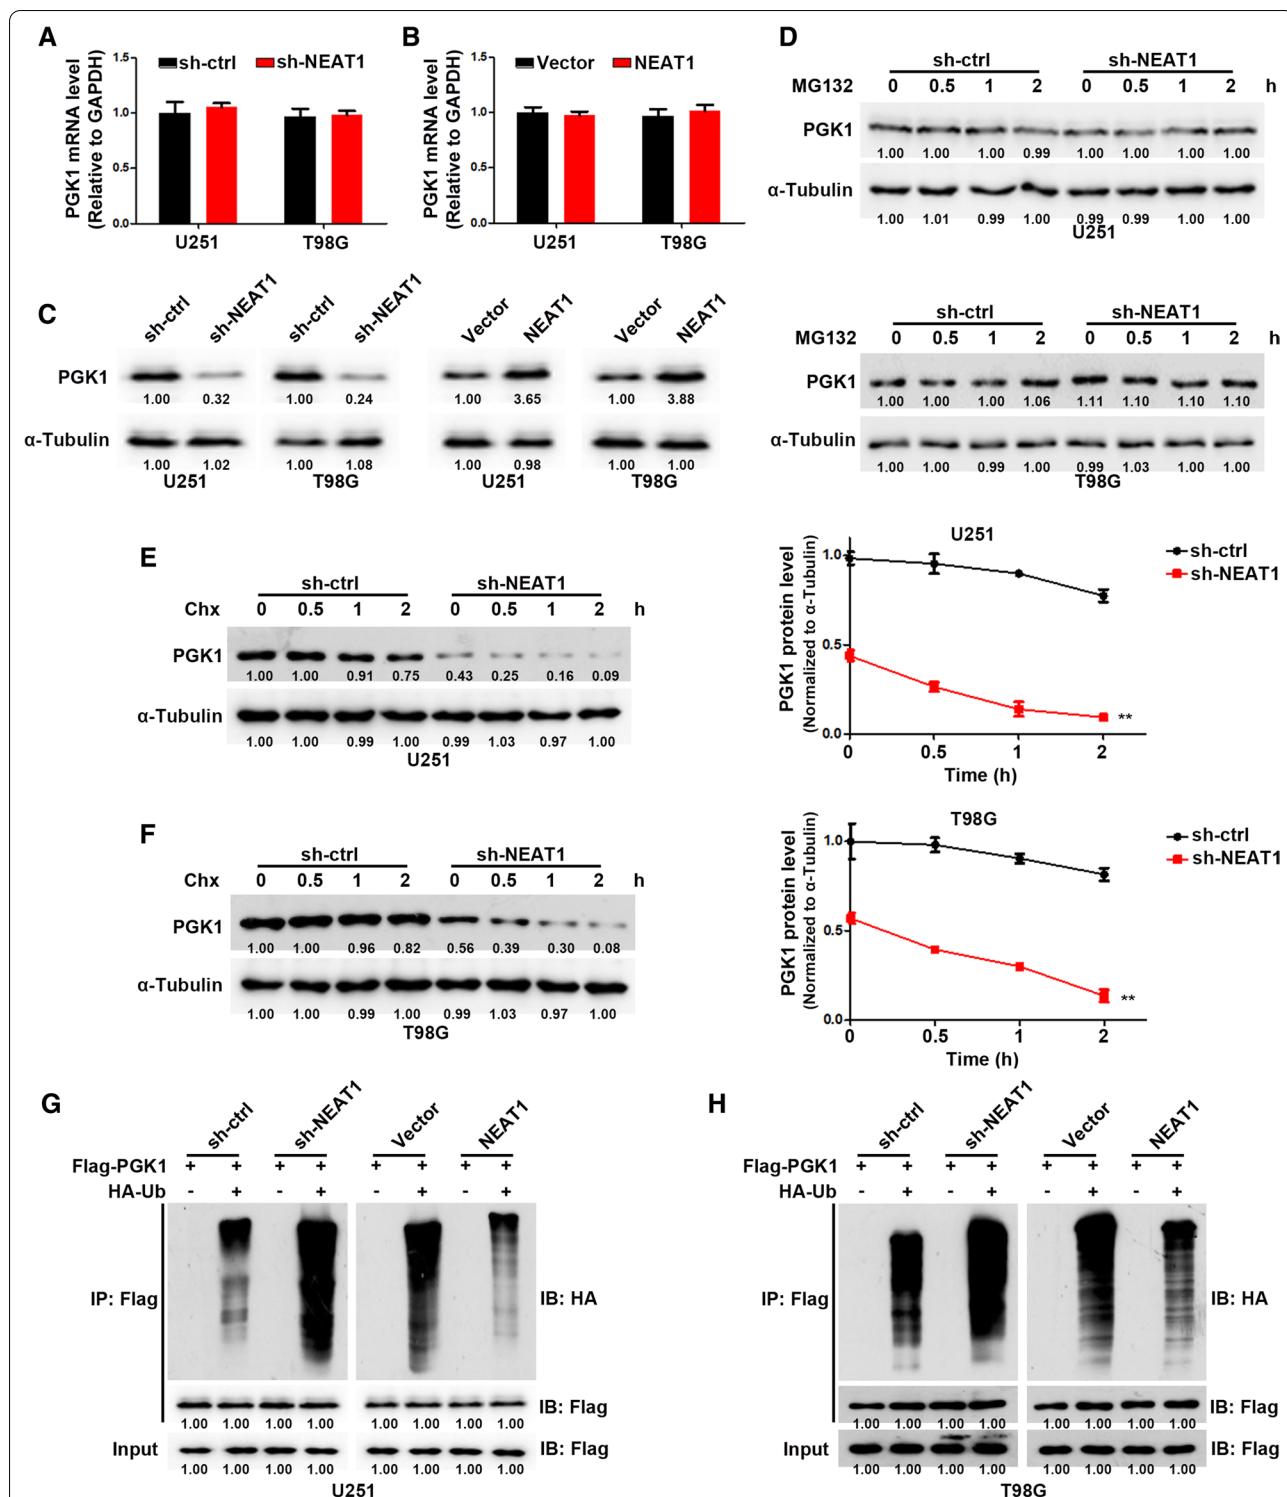 A
PGK1 mRNA level
(Relative to GAPDH)
1.5
1.0
0.5
0.0
sh-ctrl sh-NEAT1
U251 T98G
B
PGK1 mRNA level
(Relative to GAPDH)
1.5
1.0
0.5
0.0
Vector NEAT1
U251 T98G
D
sh-ctrl sh-NEAT1
MG132 0 0.5 1 2 0 0.5 1 2 h
PGK1
1.00 1.00 1.00 0.99 1.00 1.00 1.00 1.00
α-Tubulin
1.00 1.01 0.99 1.00 0.99 0.99 1.00 1.00
U251
sh-ctrl sh-NEAT1
MG132 0 0.5 1 2 0 0.5 1 2 h
PGK1
1.00 1.00 1.00 1.06 1.11 1.10 1.10 1.10
α-Tubulin
1.00 1.00 0.99 1.00 0.99 1.03 1.00 1.00
T98G
C
sh-ctrl sh-NEAT1 sh-ctrl sh-NEAT1 Vector NEAT1 Vector NEAT1
PGK1
1.00 0.32 1.00 0.24 1.00 3.65 1.00 3.88
α-Tubulin
1.00 1.02 1.00 1.08 1.00 0.98 1.00 1.00
U251 T98G U251 T98G
E
sh-ctrl sh-NEAT1
Chx 0 0.5 1 2 0 0.5 1 2 h
PGK1
1.00 1.00 0.91 0.75 0.43 0.25 0.16 0.09
α-Tubulin
1.00 1.00 0.99 1.00 0.99 1.03 0.97 1.00
U251
U251
PGK1 protein level
(Normalized to α-Tubulin)
1.0
0.5
0.0
0 0.5 1 2
Time (h)
sh-ctrl
sh-NEAT1
**
F
sh-ctrl sh-NEAT1
Chx 0 0.5 1 2 0 0.5 1 2 h
PGK1
1.00 1.00 0.96 0.82 0.56 0.39 0.30 0.08
α-Tubulin
1.00 1.00 0.99 1.00 0.99 1.03 0.97 1.00
T98G
T98G
PGK1 protein level
(Normalized to α-Tubulin)
1.0
0.5
0.0
0 0.5 1 2
Time (h)
sh-ctrl
sh-NEAT1
**
G
sh-ctrl sh-NEAT1 Vector NEAT1
Flag-PGK1 + + + + + + + +
HA-Ub - + - + - + - +
IP: Flag
IB: HA
IB: Flag
1.00 1.00 1.00 1.00 1.00 1.00 1.00 1.00
Input
IB: Flag
1.00 1.00 1.00 1.00 1.00 1.00 1.00 1.00
U251
H
sh-ctrl sh-NEAT1 Vector NEAT1
Flag-PGK1 + + + + + + + +
HA-Ub - + - + - + - +
IP: Flag
IB: HA
IB: Flag
1.00 1.00 1.00 1.00 1.00 1.00 1.00 1.00
Input
IB: Flag
1.00 1.00 1.00 1.00 1.00 1.00 1.00 1.00
T98G